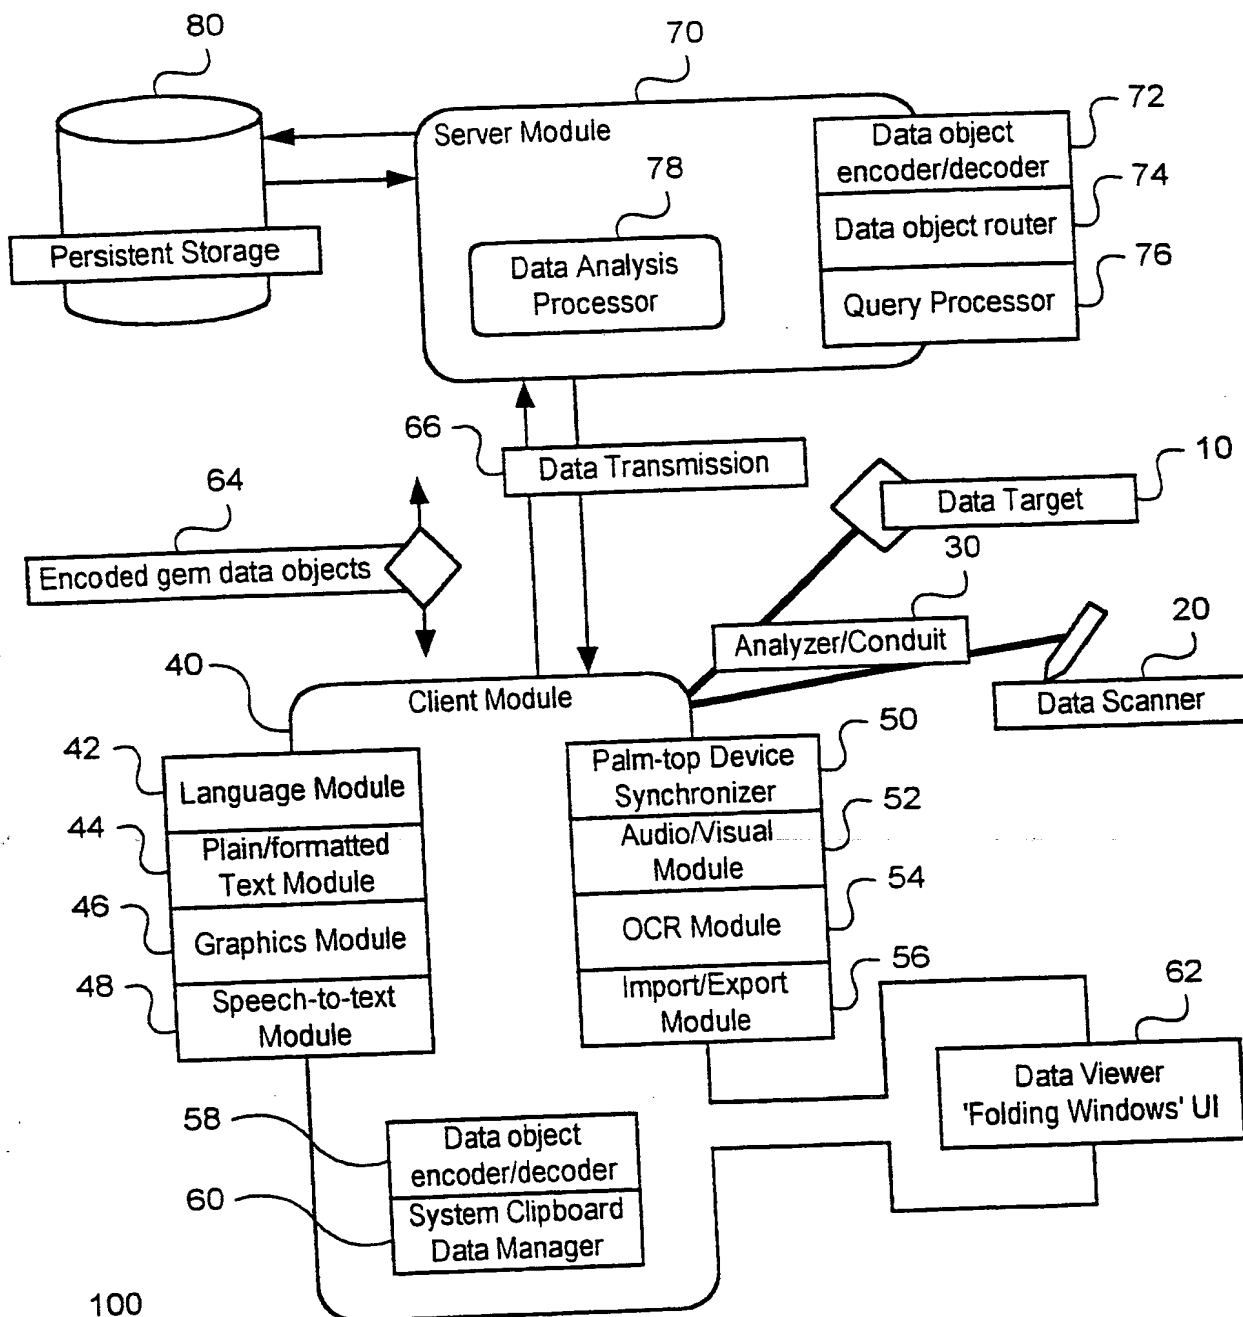 80
70
Server Module
72
Data object
encoder/decoder
78
74
Data object router
Persistent Storage
Data Analysis
Processor
76
Query Processor
66
Data Transmission
10
Data Target
64
Encoded gem data objects
30
Analyzer/Conduit
20
Data Scanner
40
Client Module
42
Language Module
50
Palm-top Device
Synchronizer
44
Plain/formatted
Text Module
52
Audio/Visual
Module
46
Graphics Module
54
OCR Module
48
Speech-to-text
Module
56
Import/Export
Module
62
Data Viewer
'Folding Windows' UI
58
Data object
encoder/decoder
60
System Clipboard
Data Manager
100